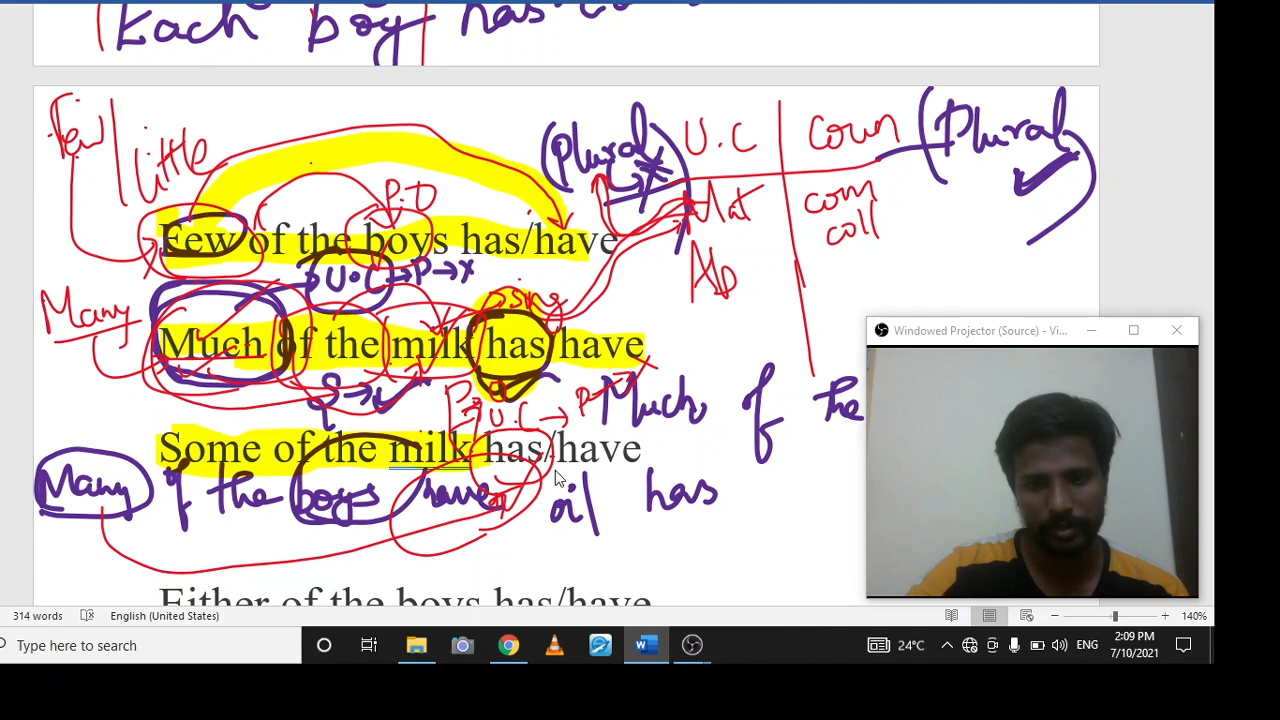 Each boy has
Few
Little
(Plural)
U.C
Coun
(Plural
Mat
com
coll
Ab
Few of the boys has/have
U.C → P → x
Many
sing
Much of the milk has/have
Much of the
U.C → P →
Some of the milk has/have
Many of the boys have
oil has
Either of the boys has/have
Windowed Projector (Source) - Vi...
314 words
English (United States)
140%
Type here to search
24°C
ENG
2:09 PM
7/10/2021